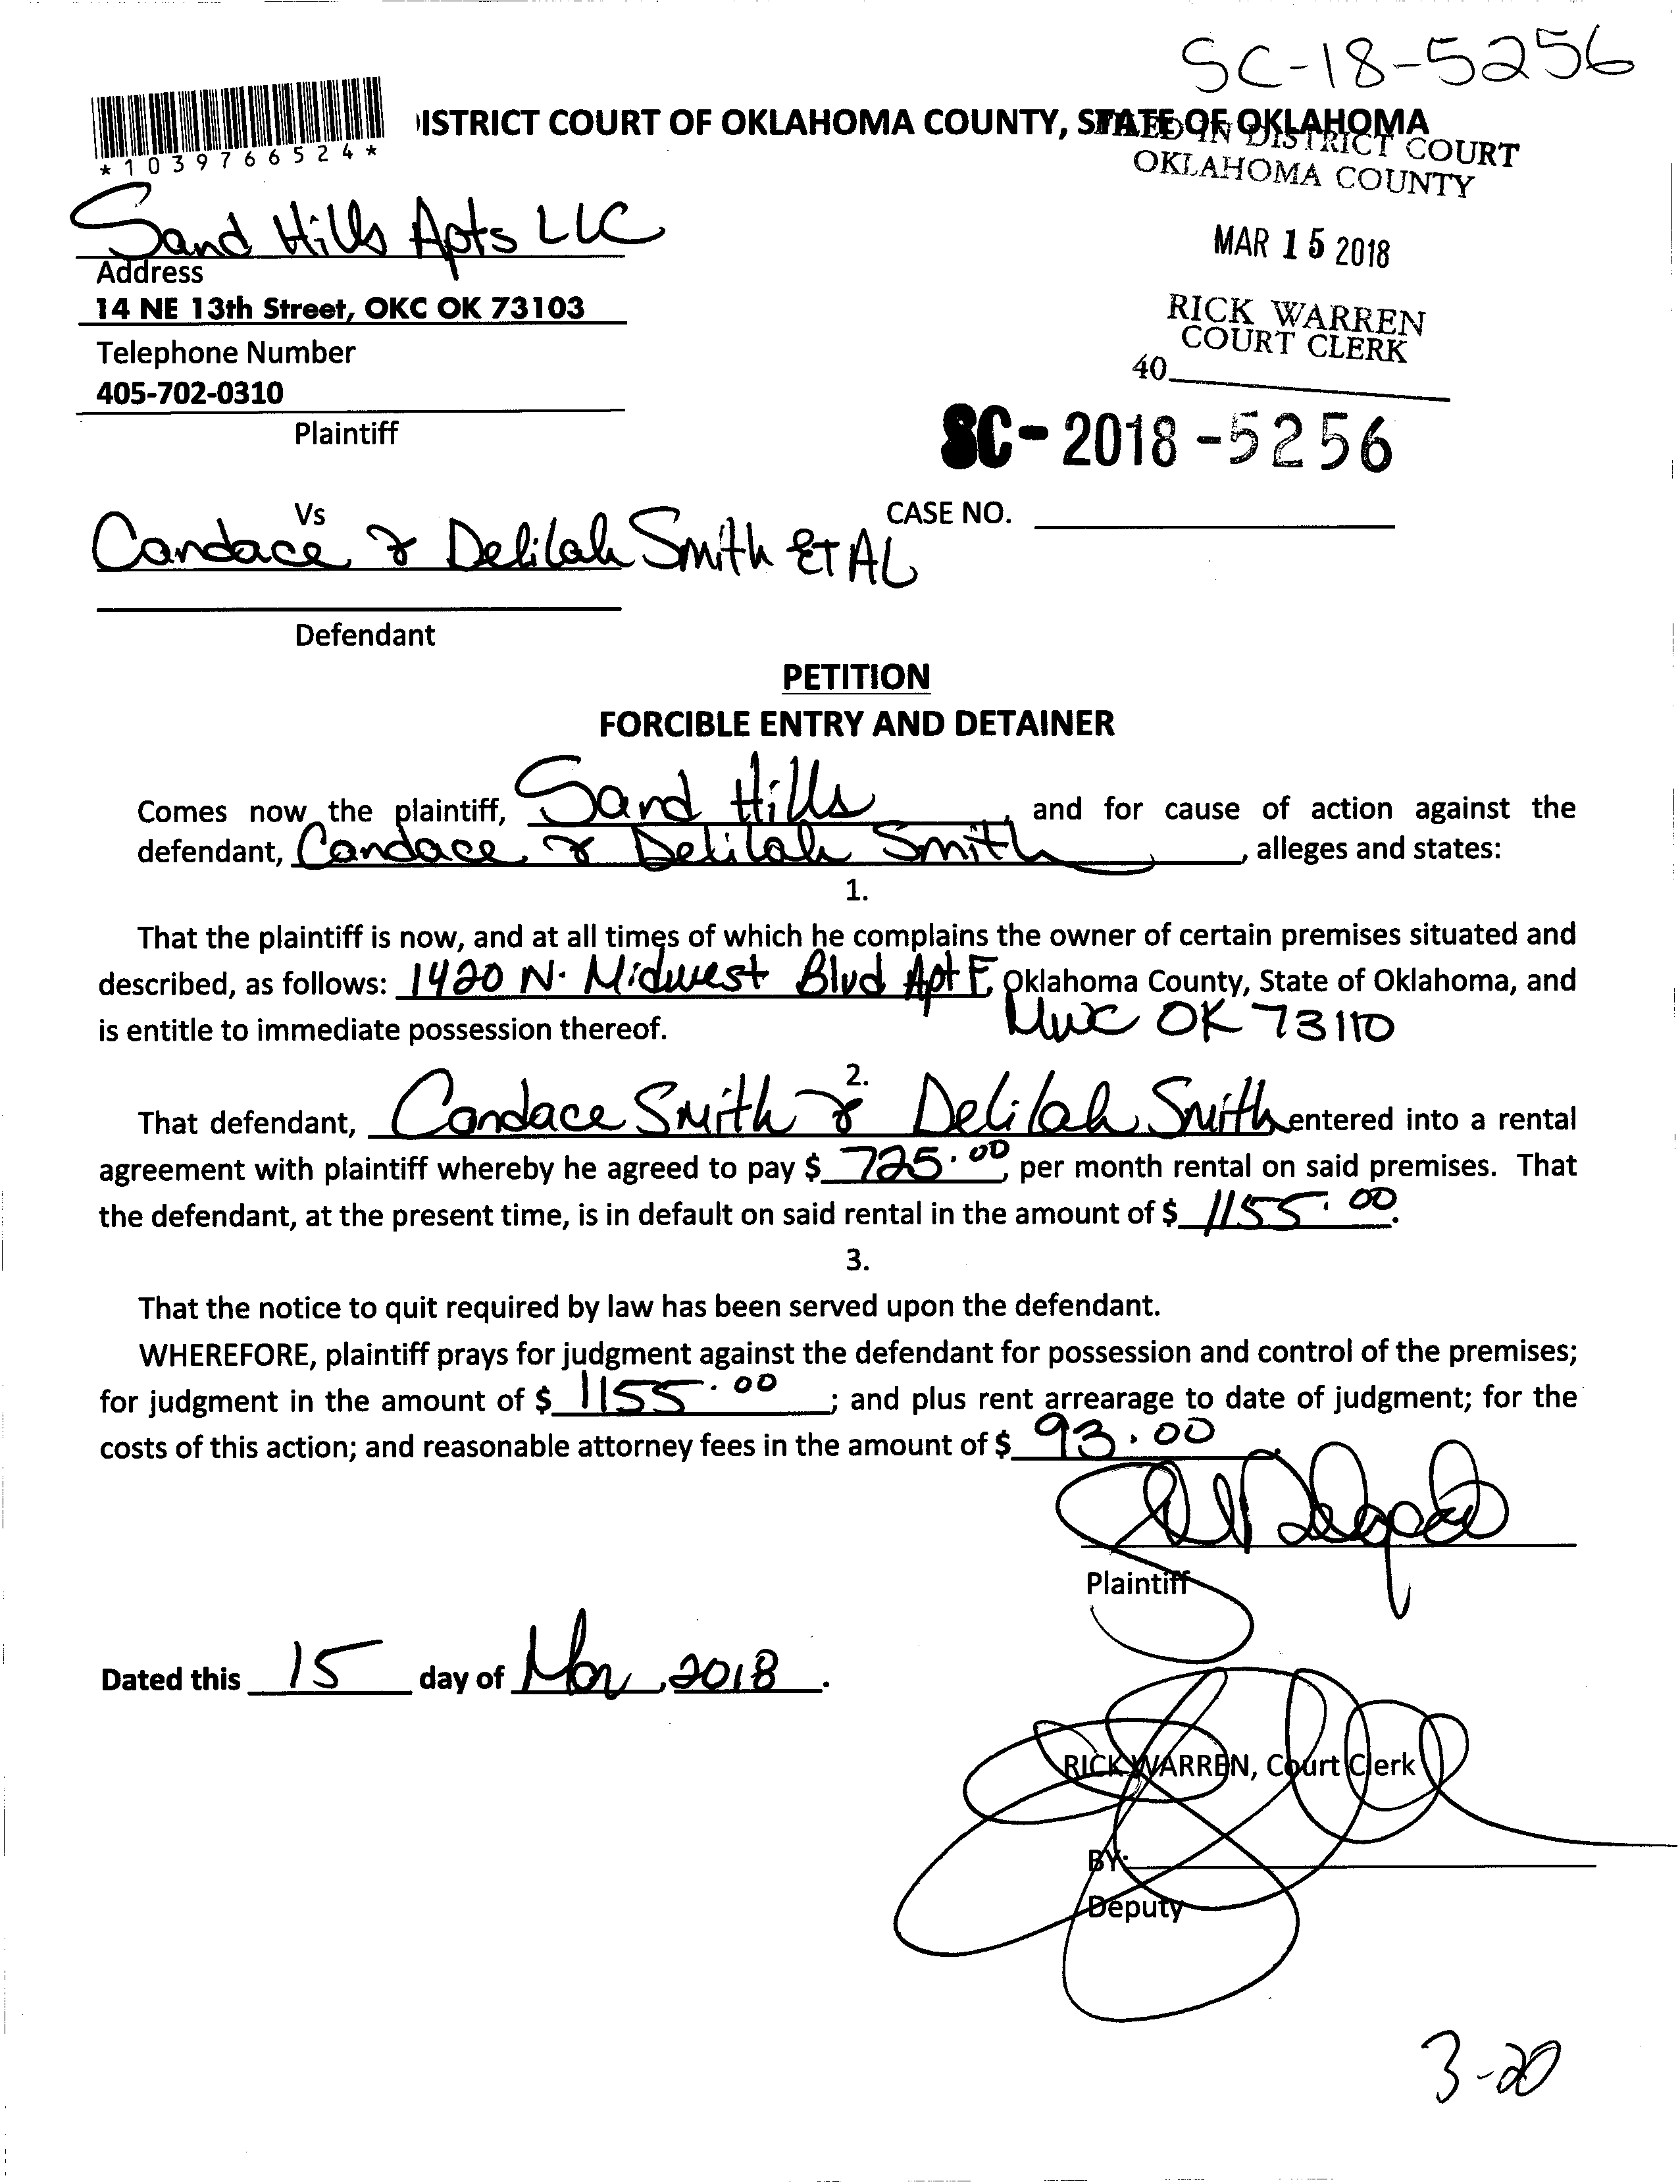 SC-18-5256
ISTRICT COURT OF OKLAHOMA COUNTY, STATE OF OKLAHOMA
*1039766524*
FILED IN DISTRICT COURT
OKLAHOMA COUNTY
Sand Hills Apts LLC
Address
14 NE 13th Street, OKC OK 73103
Telephone Number
405-702-0310
Plaintiff
MAR 15 2018
RICK WARREN
COURT CLERK
40
SC-2018-5256
Vs
CASE NO.
Candace & Delilah Smith ET AL
Defendant
PETITION
FORCIBLE ENTRY AND DETAINER
Comes now the plaintiff, Sand Hills, and for cause of action against the
defendant, Candace & Delilah Smith, alleges and states:
1.
That the plaintiff is now, and at all times of which he complains the owner of certain premises situated and
described, as follows: 1420 N. Midwest Blvd Apt F, Oklahoma County, State of Oklahoma, and
is entitle to immediate possession thereof. MWC OK 73110
2.
That defendant, Candace Smith & Delilah Smith entered into a rental
agreement with plaintiff whereby he agreed to pay $ 725.00, per month rental on said premises. That
the defendant, at the present time, is in default on said rental in the amount of $ 1155.00.
3.
That the notice to quit required by law has been served upon the defendant.
WHEREFORE, plaintiff prays for judgment against the defendant for possession and control of the premises;
for judgment in the amount of $ 1155.00; and plus rent arrearage to date of judgment; for the
costs of this action; and reasonable attorney fees in the amount of $ 93.00
Plaintiff
Dated this 15 day of Mar, 2018.
RICK WARREN, Court Clerk
BY:
Deputy
3-20